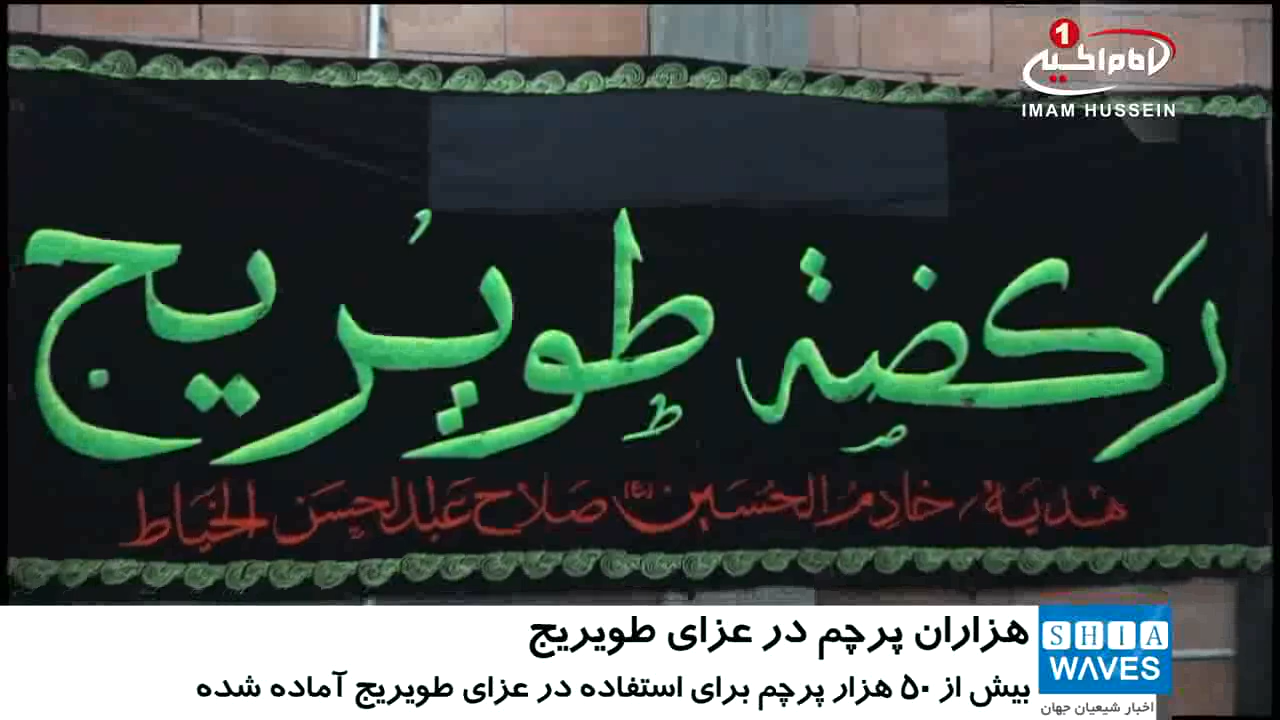 1
امام حسین
IMAM HUSSEIN
ركضة طويريج
هدية / خادم الحسين (ع) صلاح عبد الحسن الخياط
هزاران پرچم در عزای طویریج
بیش از ۵۰ هزار پرچم برای استفاده در عزای طویریج آماده شده
SHIA
WAVES
اخبار شیعیان جهان